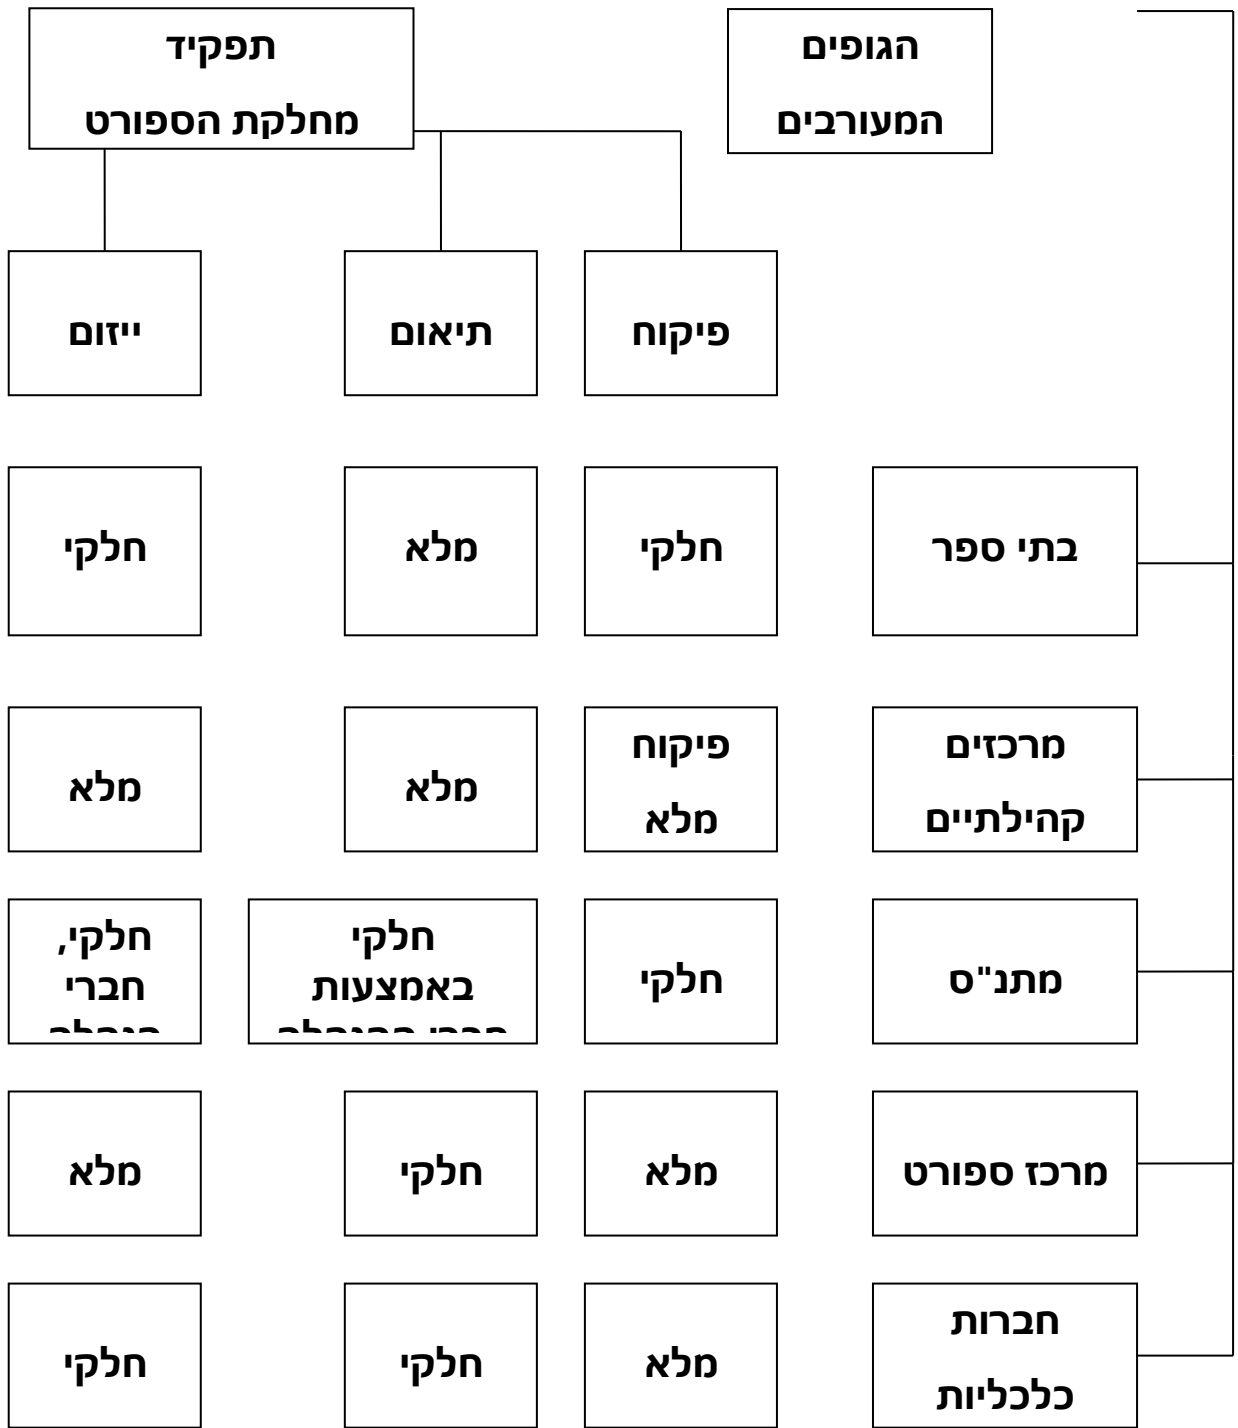 הגופים
המעורבים
תפקיד
מחלקת הספורט
פיקוח
תיאום
ייזום
בתי ספר
חלקי
מלא
חלקי
מרכזים
קהילתיים
פיקוח
מלא
מלא
מלא
מתנ"ס
חלקי
חלקי
באמצעות
חלקי,
חברי
מרכז ספורט
מלא
חלקי
מלא
חברות
כלכליות
מלא
חלקי
חלקי